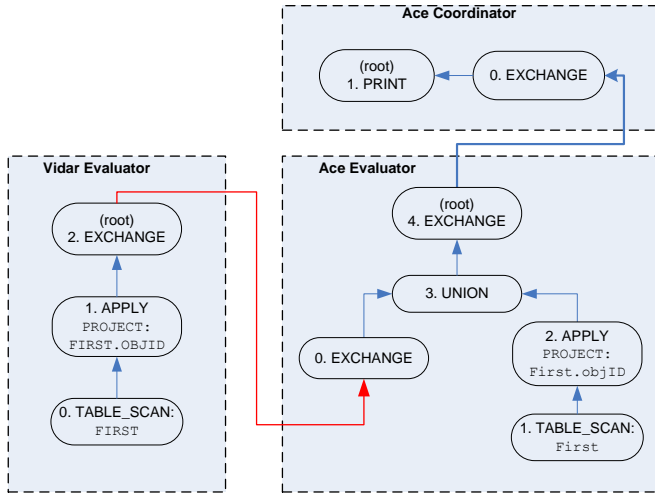 Ace Coordinator
(root)
1. PRINT
0. EXCHANGE
Vidar Evaluator
(root)
2. EXCHANGE
1. APPLY
PROJECT:
FIRST.OBJID
0. TABLE_SCAN:
FIRST
Ace Evaluator
(root)
4. EXCHANGE
3. UNION
0. EXCHANGE
2. APPLY
PROJECT:
First.objID
1. TABLE_SCAN:
First